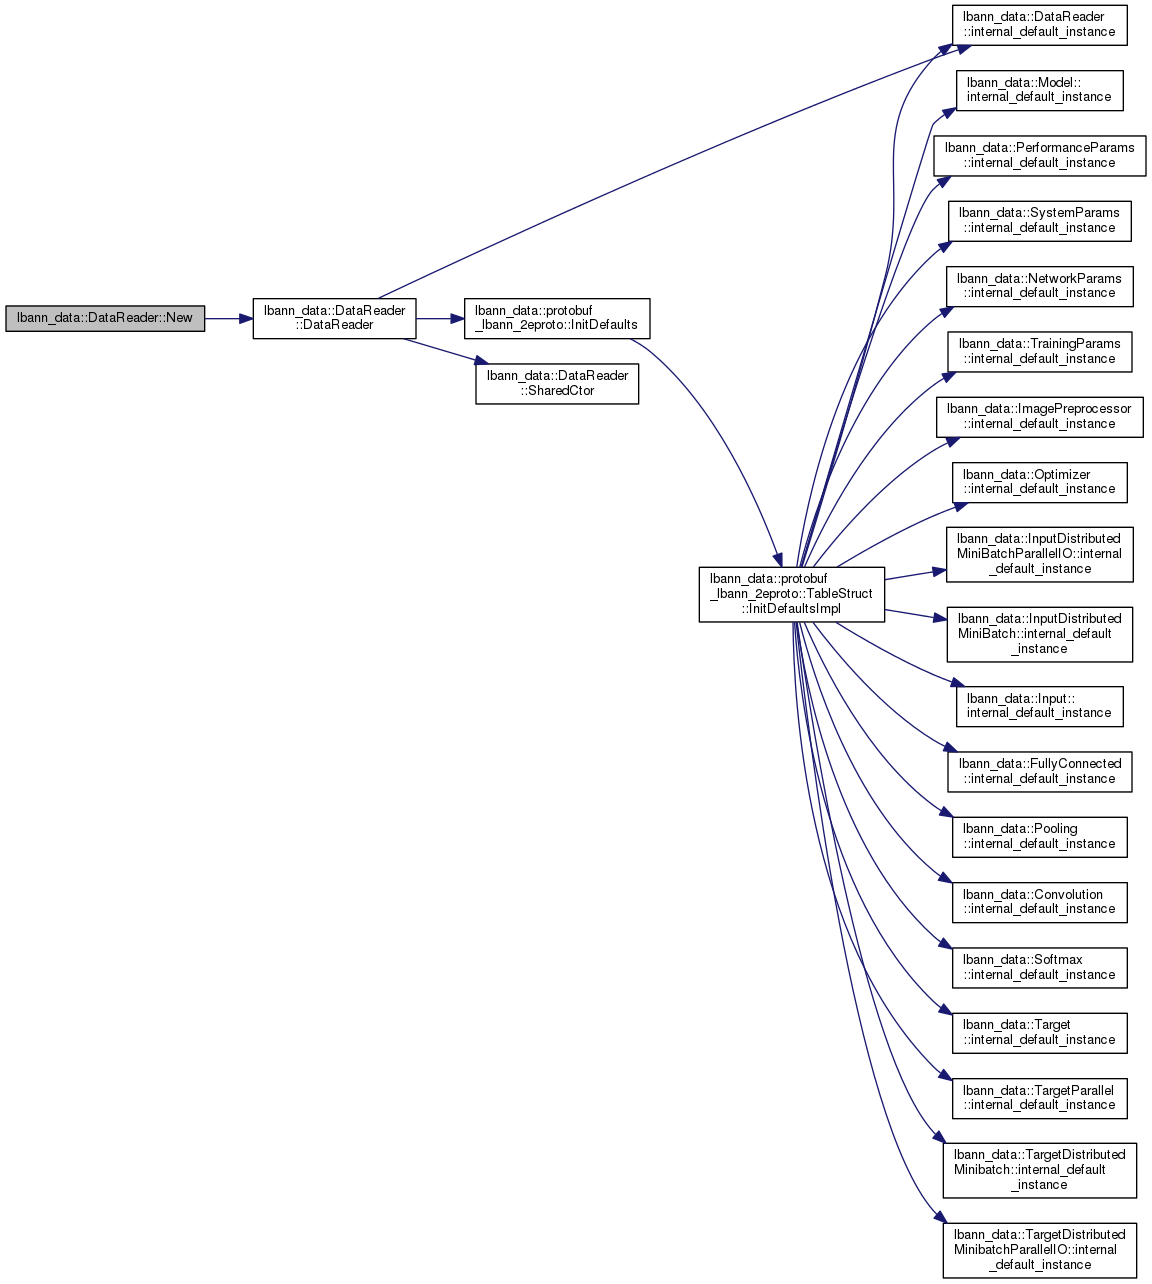 lbann_data::DataReader::New
lbann_data::DataReader
::DataReader
lbann_data::protobuf
_lbann_2eproto::InitDefaults
lbann_data::DataReader
::SharedCtor
lbann_data::protobuf
_lbann_2eproto::TableStruct
::InitDefaultsImpl
lbann_data::DataReader
::internal_default_instance
lbann_data::Model::
internal_default_instance
lbann_data::PerformanceParams
::internal_default_instance
lbann_data::SystemParams
::internal_default_instance
lbann_data::NetworkParams
::internal_default_instance
lbann_data::TrainingParams
::internal_default_instance
lbann_data::ImagePreprocessor
::internal_default_instance
lbann_data::Optimizer
::internal_default_instance
lbann_data::InputDistributed
MiniBatchParallelIO::internal
_default_instance
lbann_data::InputDistributed
MiniBatch::internal_default
_instance
lbann_data::Input::
internal_default_instance
lbann_data::FullyConnected
::internal_default_instance
lbann_data::Pooling
::internal_default_instance
lbann_data::Convolution
::internal_default_instance
lbann_data::Softmax
::internal_default_instance
lbann_data::Target
::internal_default_instance
lbann_data::TargetParallel
::internal_default_instance
lbann_data::TargetDistributed
Minibatch::internal_default
_instance
lbann_data::TargetDistributed
MinibatchParallelIO::internal
_default_instance